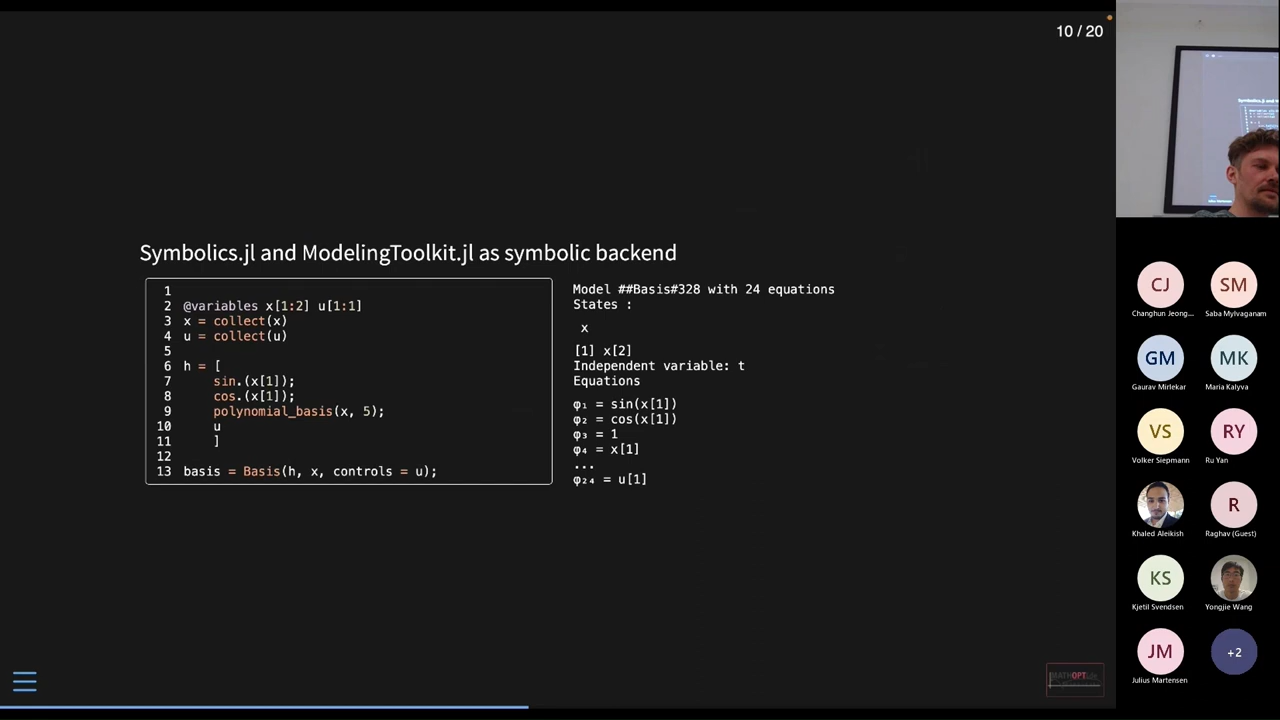 10 / 20
Symbolics.jl and ModelingToolkit.jl as symbolic backend
1
2 @variables x[1:2] u[1:1]
3 x = collect(x)
4 u = collect(u)
5
6 h = [
7 sin.(x[1]);
8 cos.(x[1]);
9 polynomial_basis(x, 5);
10 u
11 ]
12
13 basis = Basis(h, x, controls = u);
Model ##Basis#328 with 24 equations
States :
x
[1] x[2]
Independent variable: t
Equations
φ₁ = sin(x[1])
φ₂ = cos(x[1])
φ₃ = 1
φ₄ = x[1]
...
φ₂₄ = u[1]
MATHOPT
CJ
SM
Changhun Jeong...
Saba Mylvaganam
GM
MK
Gaurav Mirlekar
Maria Kalyva
VS
RY
Volker Siepmann
Ru Yan
R
Khaled Aleikish
Raghav (Guest)
KS
Kjetil Svendsen
Yongjie Wang
JM
+2
Julius Martensen